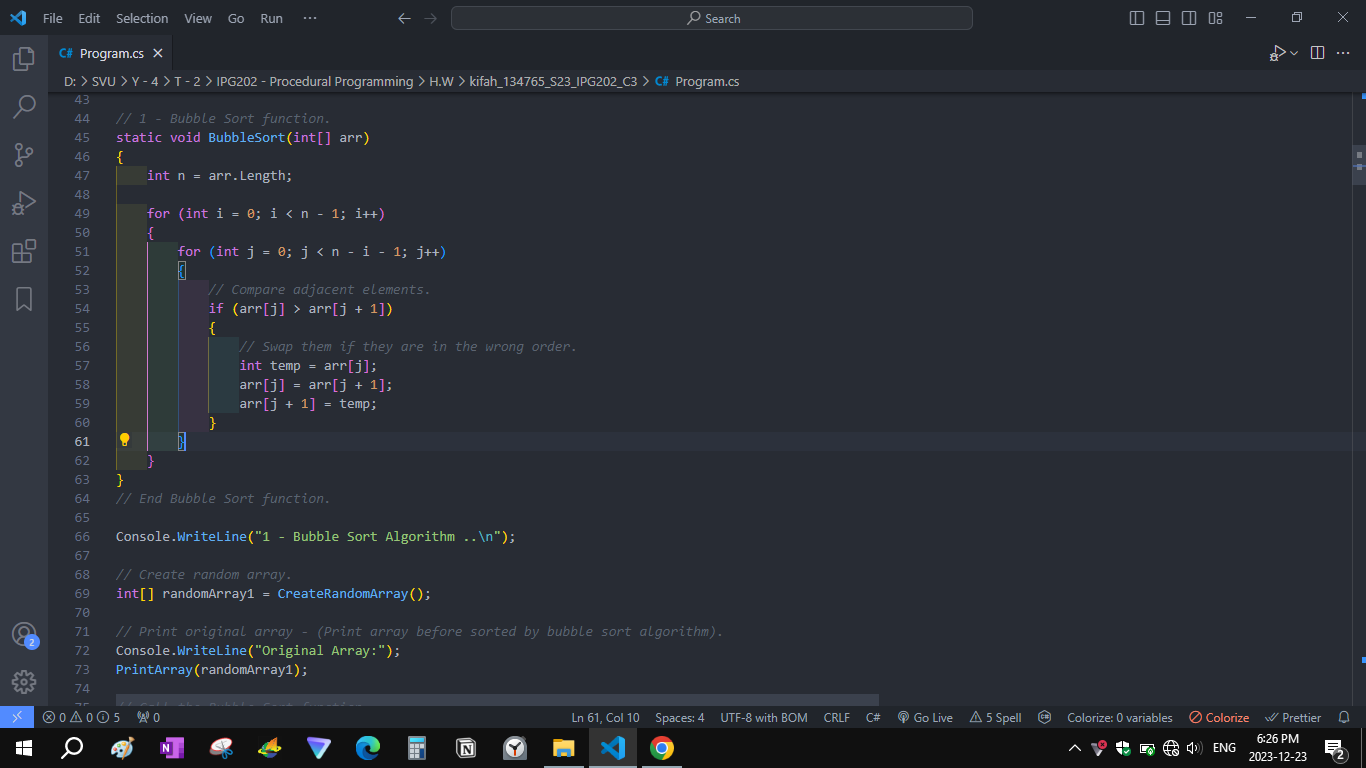 File Edit Selection View Go Run ··· Search
C# Program.cs
D: > SVU > Y - 4 > T - 2 > IPG202 - Procedural Programming > H.W > kifah_134765_S23_IPG202_C3 > C# Program.cs
43
44 // 1 - Bubble Sort function.
45 static void BubbleSort(int[] arr)
46 {
47 int n = arr.Length;
48
49 for (int i = 0; i < n - 1; i++)
50 {
51 for (int j = 0; j < n - i - 1; j++)
52 {
53 // Compare adjacent elements.
54 if (arr[j] > arr[j + 1])
55 {
56 // Swap them if they are in the wrong order.
57 int temp = arr[j];
58 arr[j] = arr[j + 1];
59 arr[j + 1] = temp;
60 }
61 }
62 }
63 }
64 // End Bubble Sort function.
65
66 Console.WriteLine("1 - Bubble Sort Algorithm ..\n");
67
68 // Create random array.
69 int[] randomArray1 = CreateRandomArray();
70
71 // Print original array - (Print array before sorted by bubble sort algorithm).
72 Console.WriteLine("Original Array:");
73 PrintArray(randomArray1);
74
75 // Call the Bubble Sort function
2
0 0 5 0 Ln 61, Col 10 Spaces: 4 UTF-8 with BOM CRLF C# Go Live 5 Spell Colorize: 0 variables Colorize Prettier
ENG 6:26 PM
2023-12-23 2